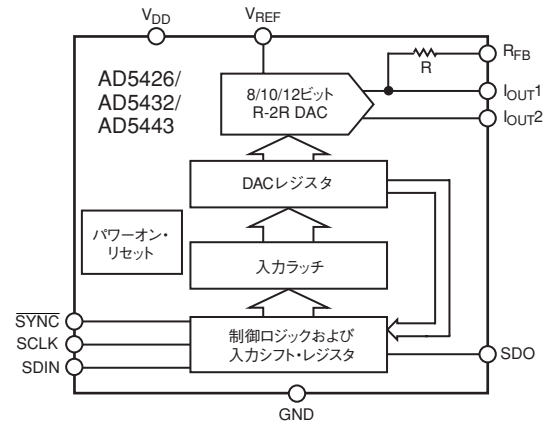 VDD
VREF
RFB
R
AD5426/
AD5432/
AD5443
8/10/12ビット
R-2R DAC
IOUT1
IOUT2
DACレジスタ
パワーオン・
リセット
入力ラッチ
SYNC
SCLK
SDIN
制御ロジックおよび
入力シフト・レジスタ
SDO
GND